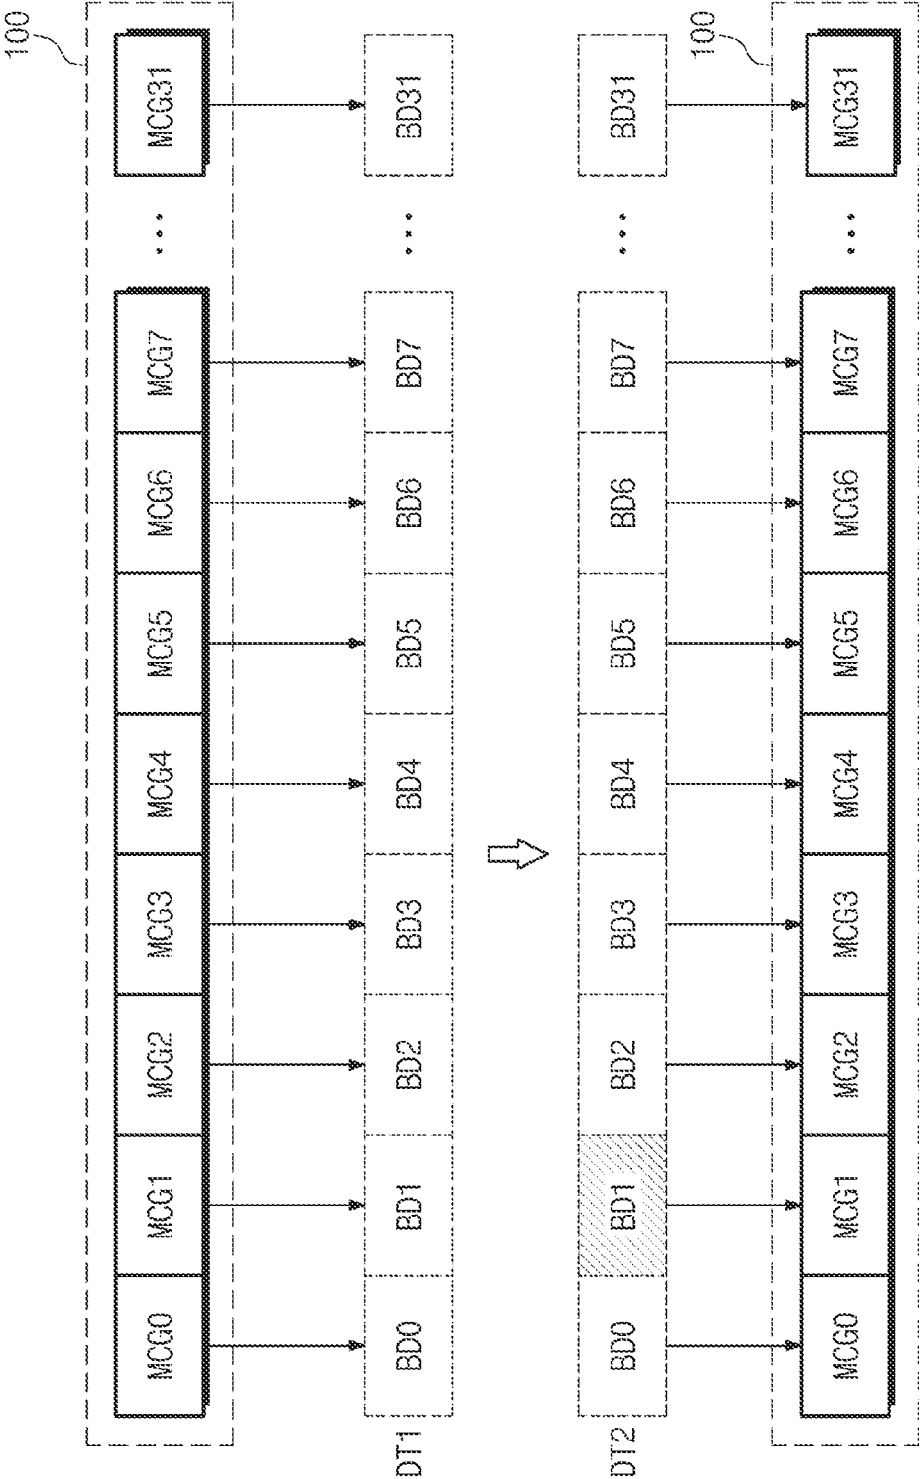 100
MCG0 MCG1 MCG2 MCG3 MCG4 MCG5 MCG6 MCG7 ... MCG31
DT1 BD0 BD1 BD2 BD3 BD4 BD5 BD6 BD7 ... BD31
DT2 BD0 BD1 BD2 BD3 BD4 BD5 BD6 BD7 ... BD31
100
MCG0 MCG1 MCG2 MCG3 MCG4 MCG5 MCG6 MCG7 ... MCG31